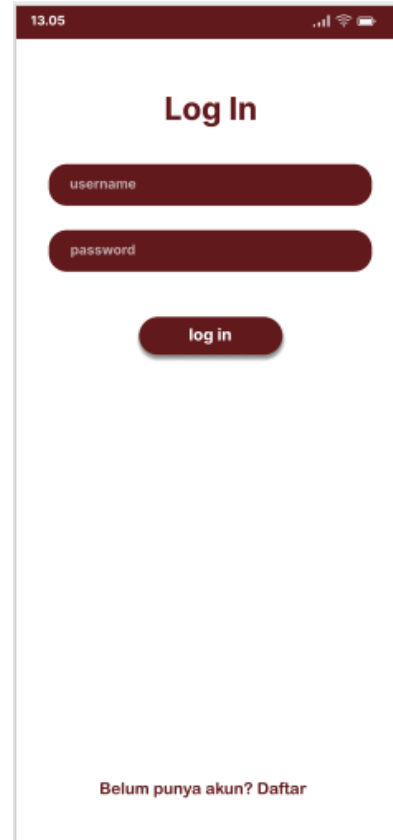 13.05
Log In
username
password
log in
Belum punya akun? Daftar